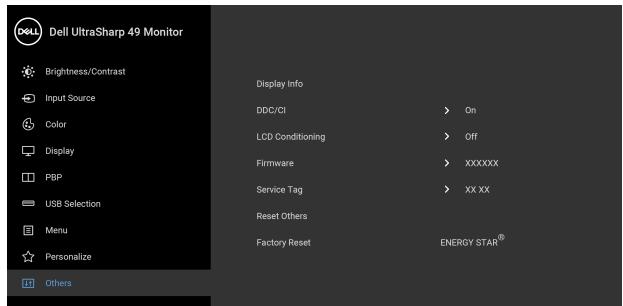 DELL Dell UltraSharp 49 Monitor
Brightness/Contrast
Input Source
Color
Display
PBP
USB Selection
Menu
Personalize
Others
Display Info
DDC/CI > On
LCD Conditioning > Off
Firmware > XXXXXX
Service Tag > XX XX
Reset Others
Factory Reset ENERGY STAR®